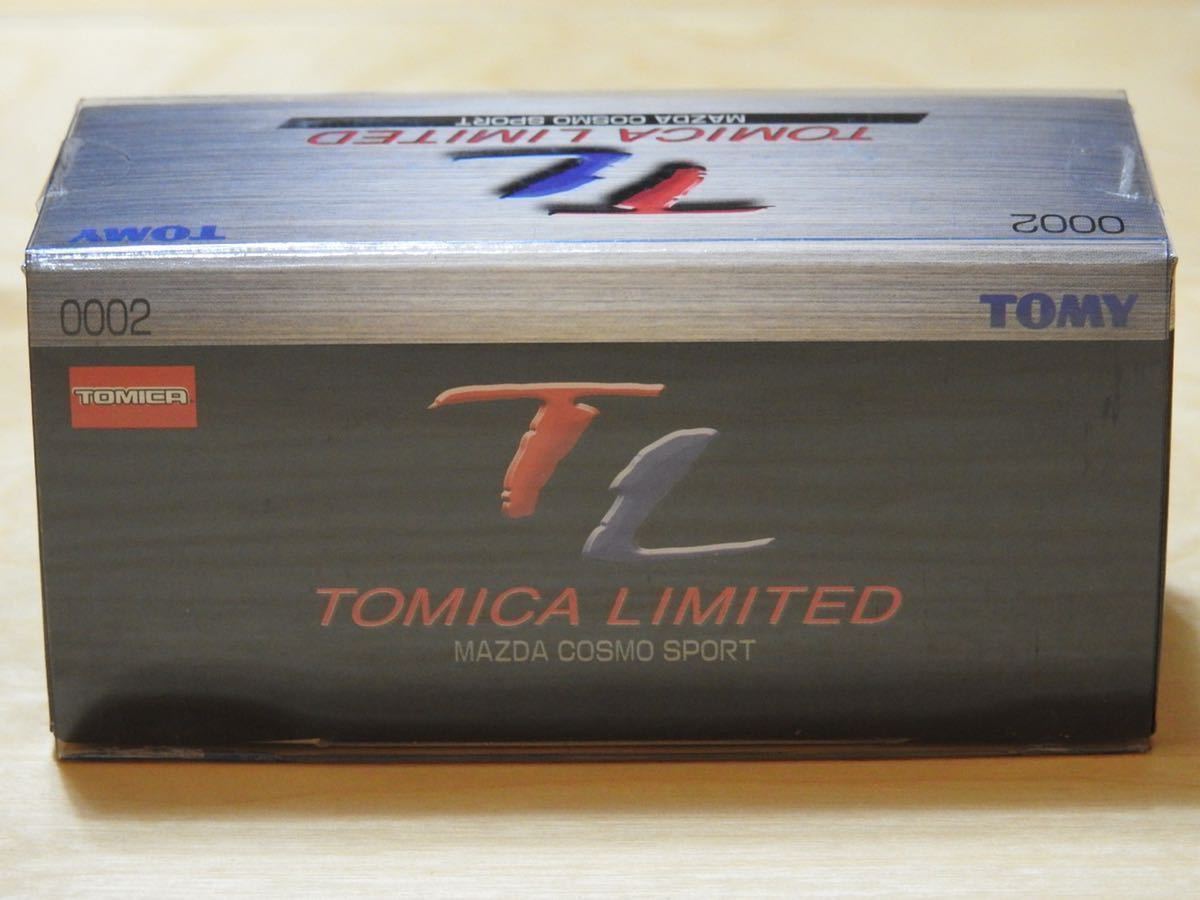 MAZDA COSMO SPORT
TOMICA LIMITED
TL
TOMY
0002
0002
TOMY
TOMICA
TL
TOMICA LIMITED
MAZDA COSMO SPORT